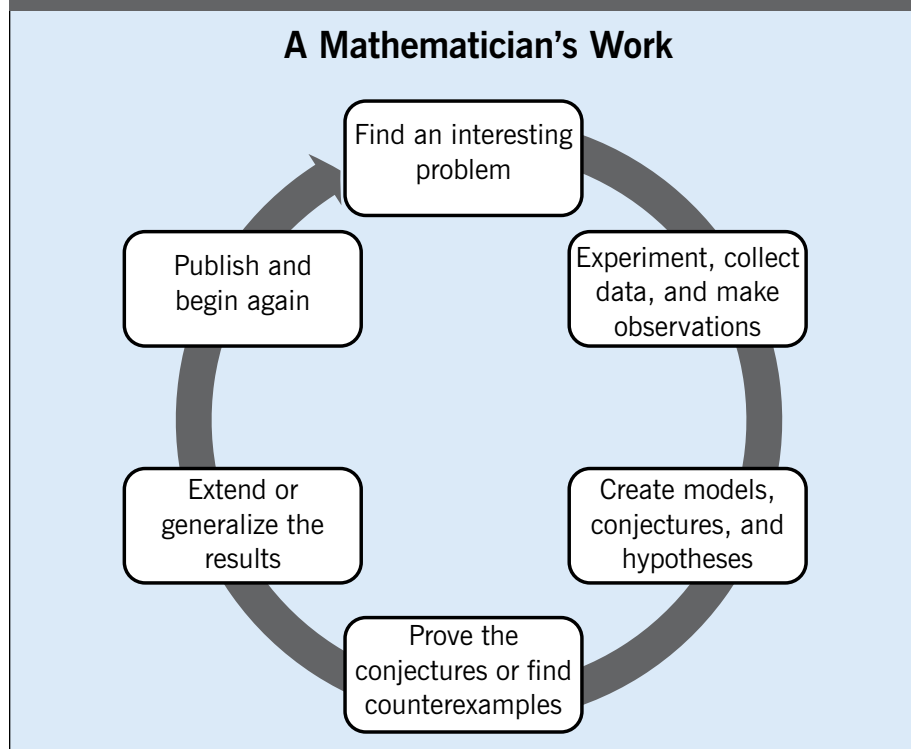 A Mathematician’s Work
Find an interesting
problem
Experiment, collect
data, and make
observations
Create models,
conjectures, and
hypotheses
Prove the
conjectures or find
counterexamples
Extend or
generalize the
results
Publish and
begin again